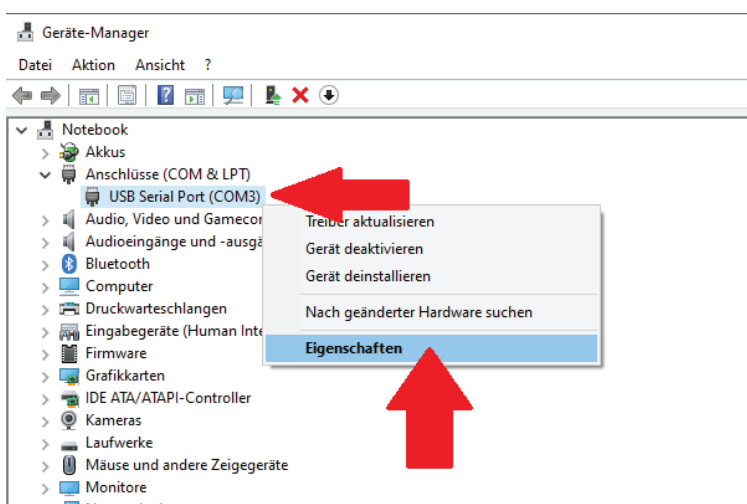 Geräte-Manager
Datei Aktion Ansicht ?
Notebook
Akkus
Anschlüsse (COM & LPT)
USB Serial Port (COM3)
Audio, Video und Gamecor
Audioeingänge und -ausgä
Bluetooth
Computer
Druckwarteschlangen
Eingabegeräte (Human Inte
Firmware
Grafikkarten
IDE ATA/ATAPI-Controller
Kameras
Laufwerke
Mäuse und andere Zeigegeräte
Monitore
Treiber aktualisieren
Gerät deaktivieren
Gerät deinstallieren
Nach geänderter Hardware suchen
Eigenschaften